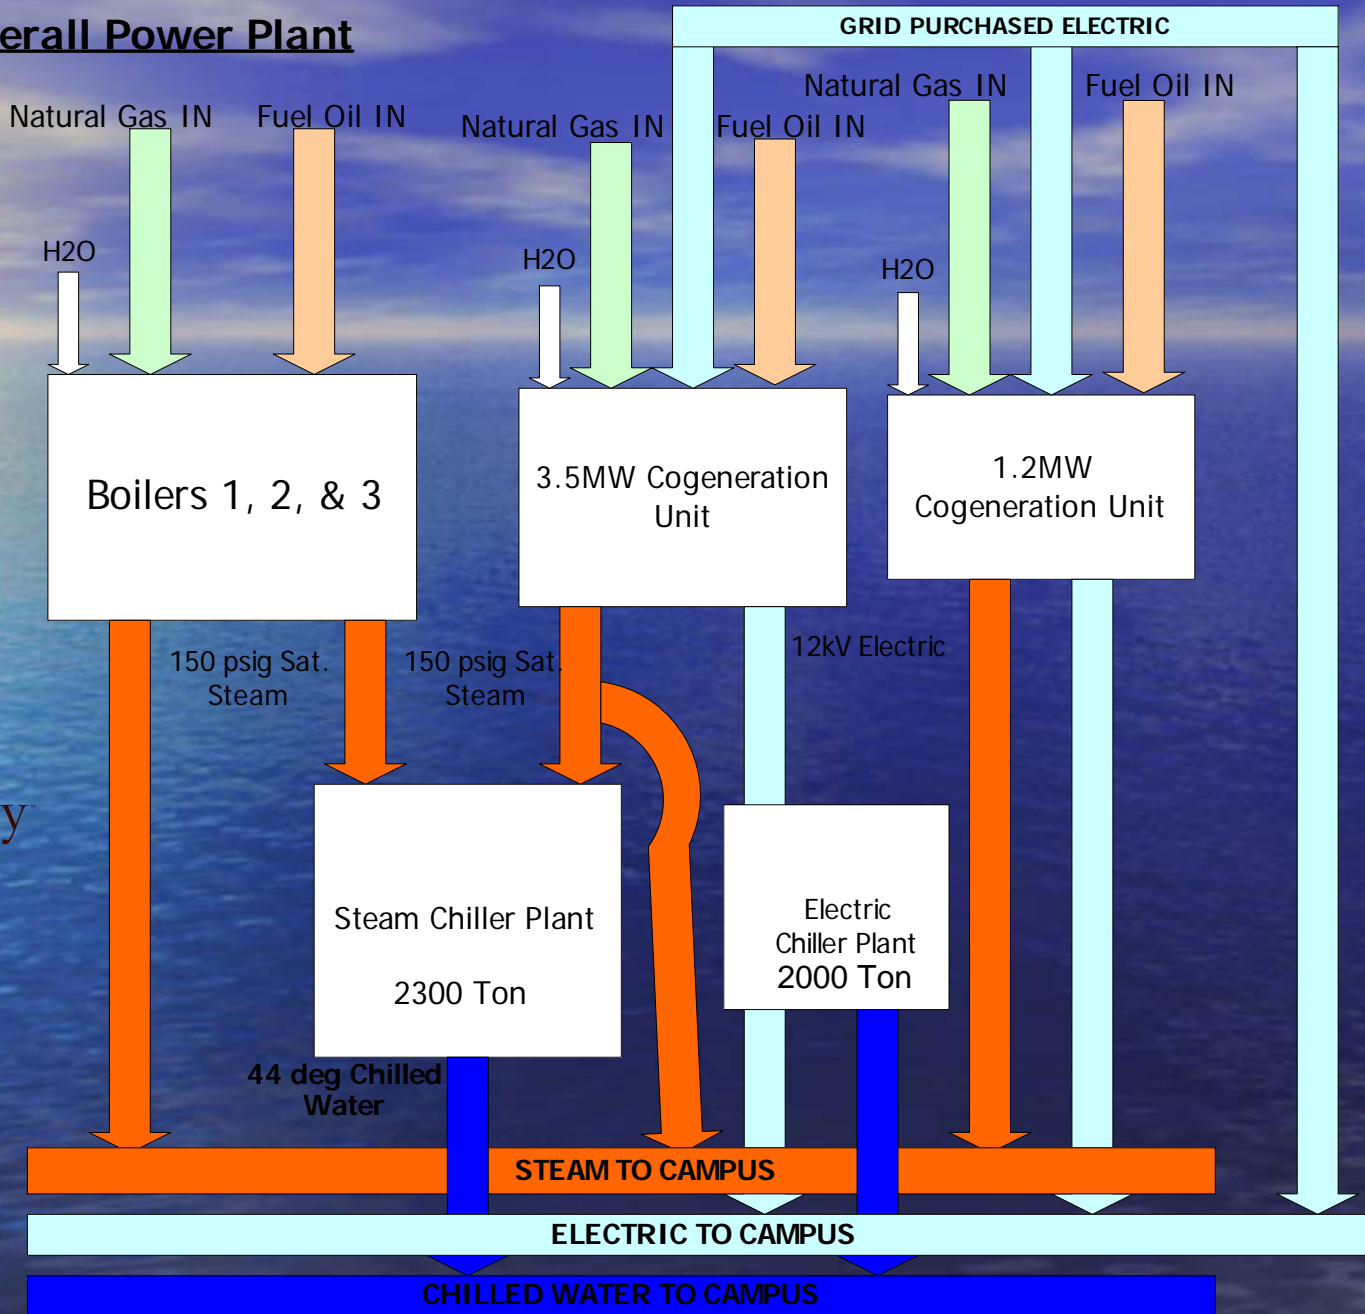 erall Power Plant
GRID PURCHASED ELECTRIC
Natural Gas IN
Fuel Oil IN
Natural Gas IN
Fuel Oil IN
Natural Gas IN
Fuel Oil IN
H2O
H2O
H2O
Boilers 1, 2, & 3
3.5MW Cogeneration
Unit
1.2MW
Cogeneration Unit
150 psig Sat.
Steam
150 psig Sat.
Steam
12kV Electric
y
Steam Chiller Plant
2300 Ton
Electric
Chiller Plant
2000 Ton
44 deg Chilled
Water
STEAM TO CAMPUS
ELECTRIC TO CAMPUS
CHILLED WATER TO CAMPUS